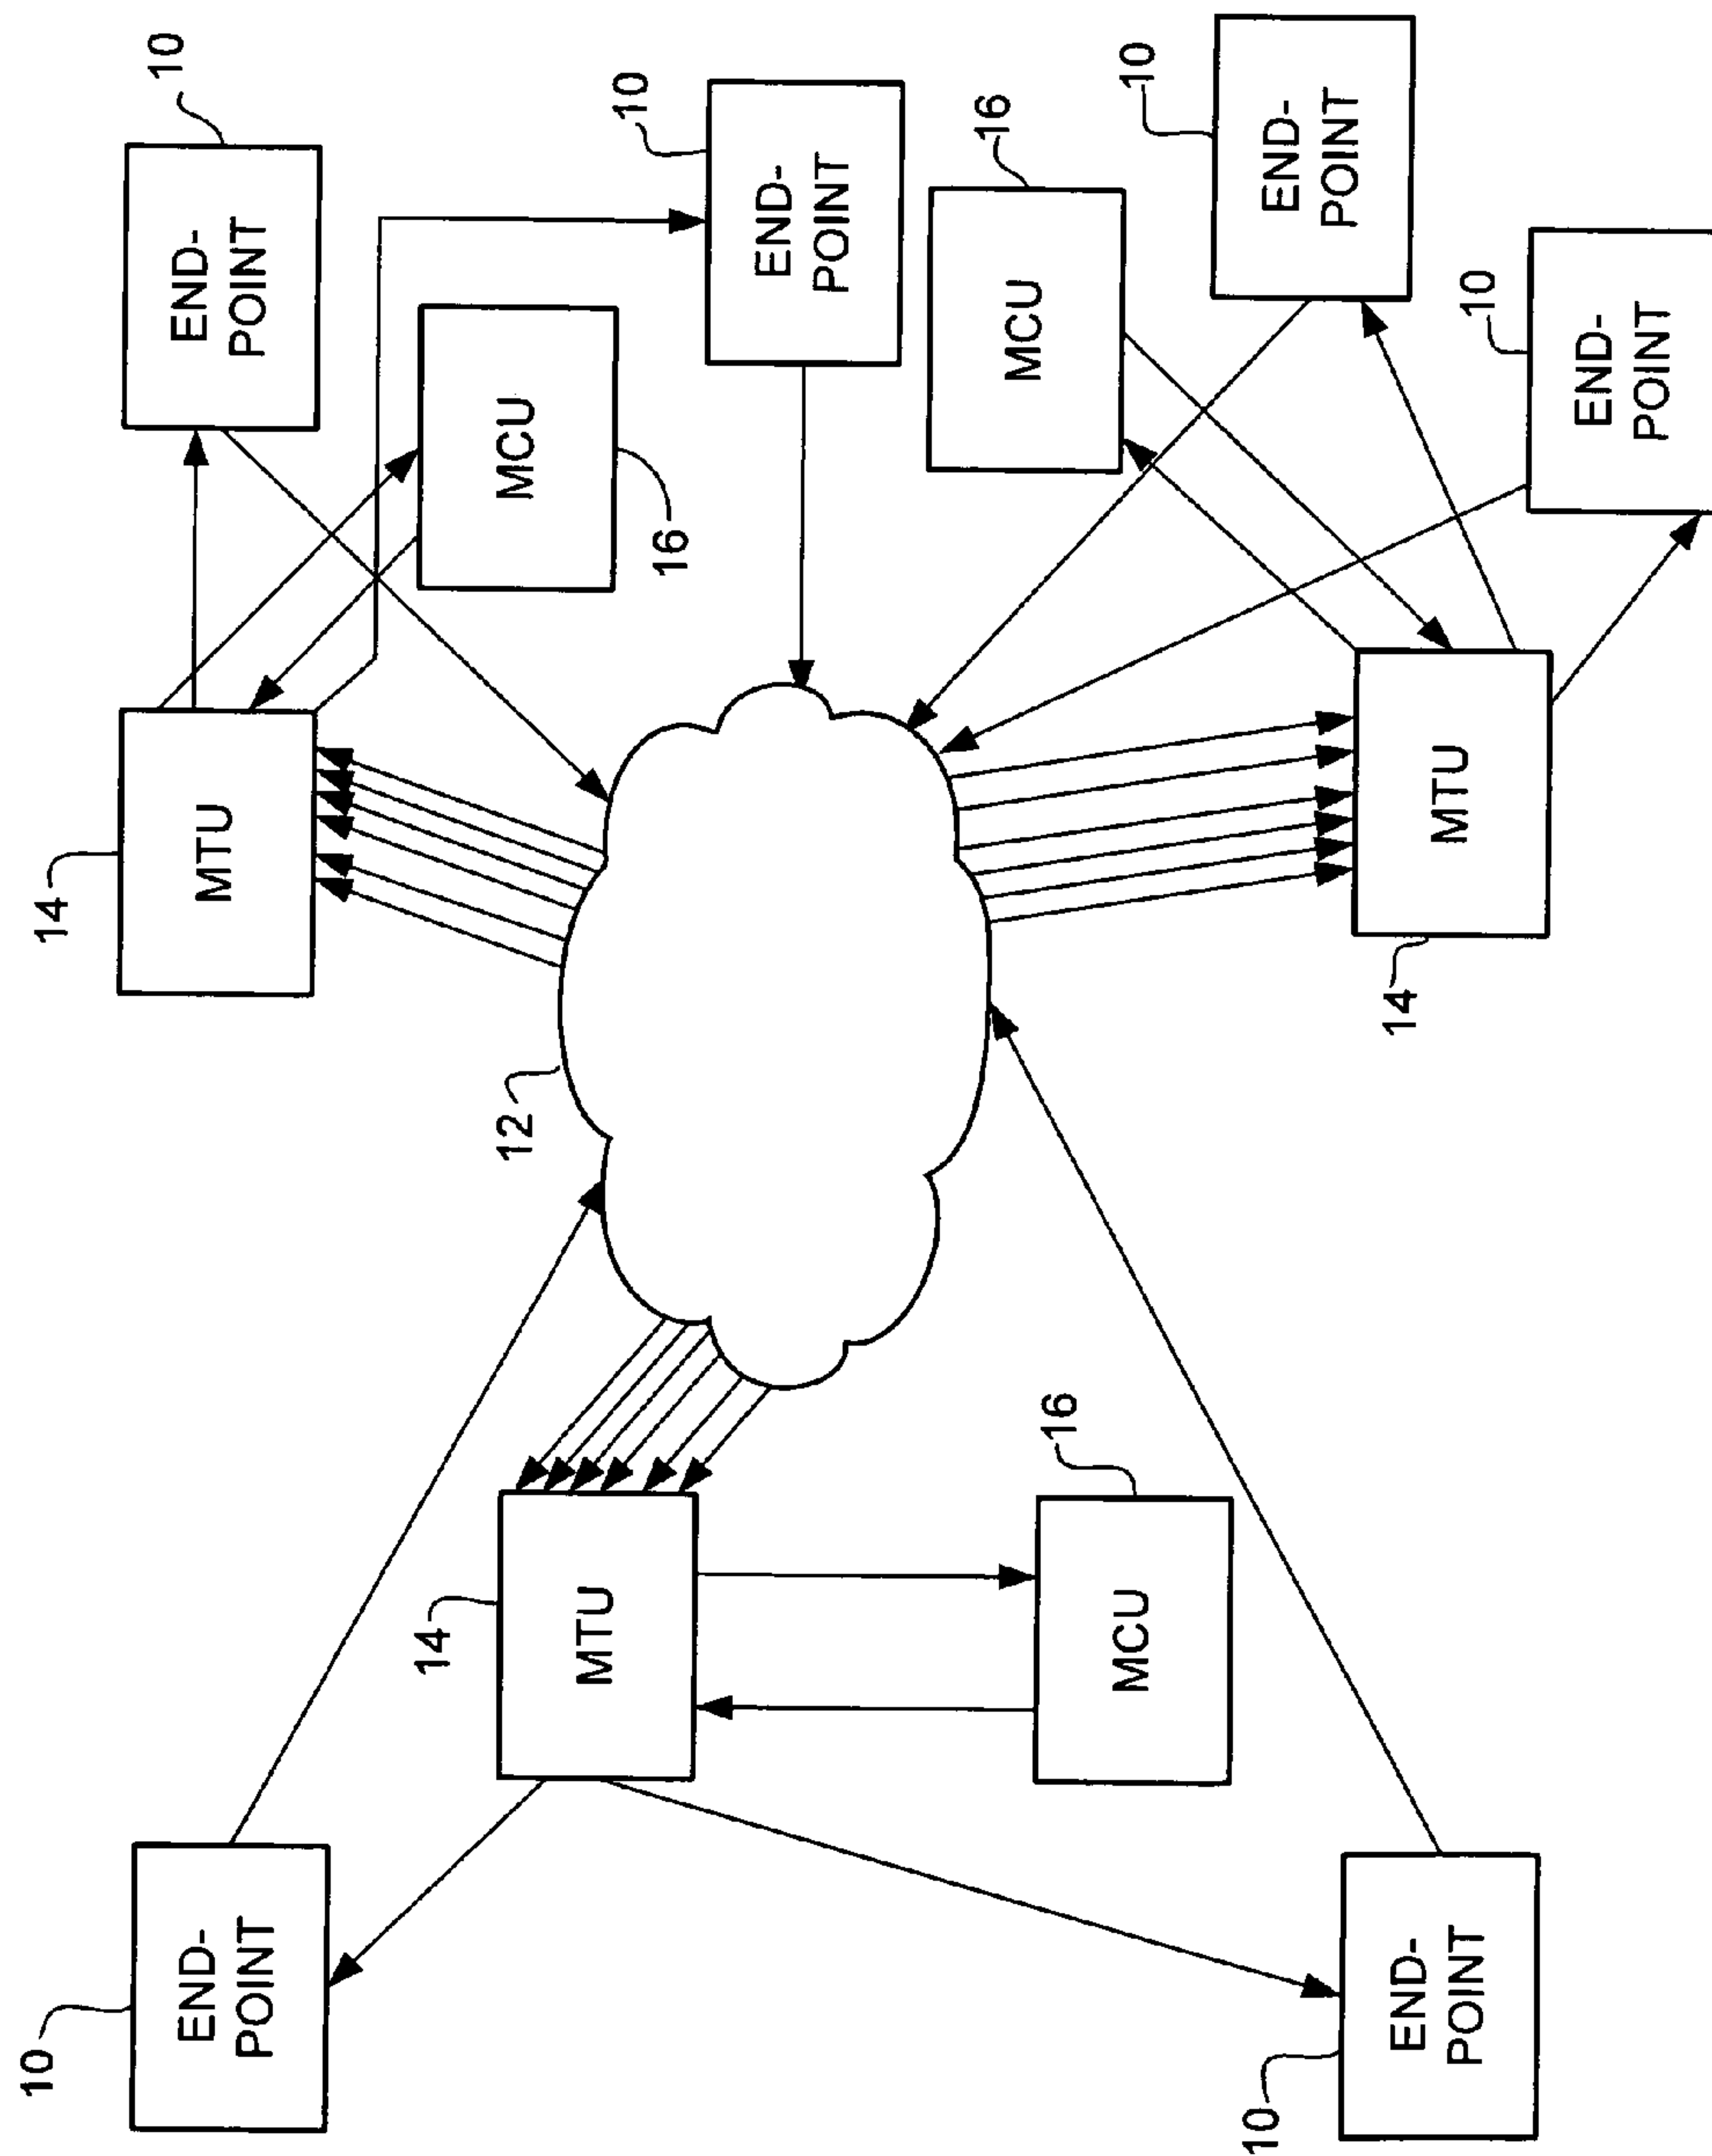 10
END-
POINT
14
MTU
MCU
16
10
END-
POINT
12
14
MTU
10
END-
POINT
MCU
16
10
END-
POINT
MCU
16
14
MTU
10
END-
POINT
10
END-
POINT